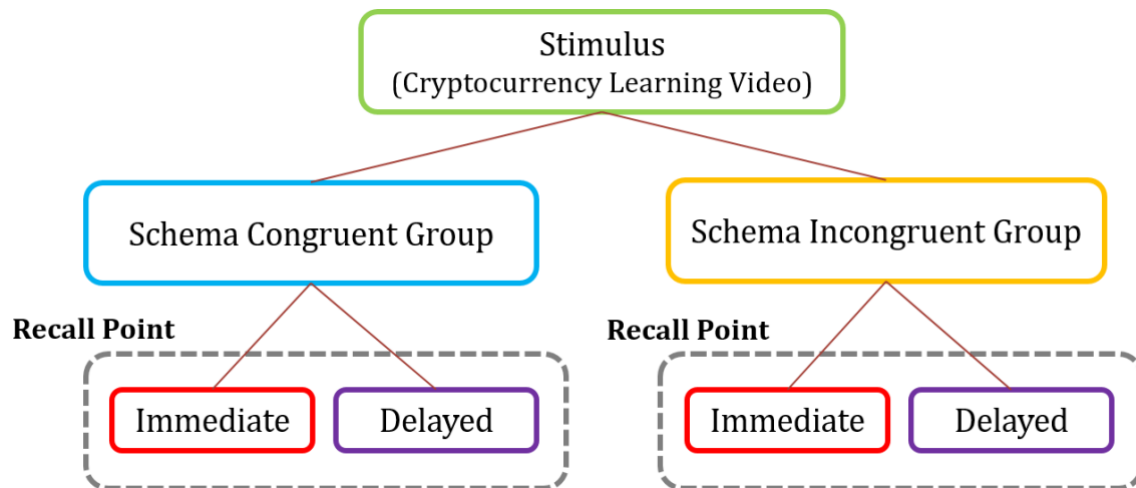 Stimulus
(Cryptocurrency Learning Video)
Schema Congruent Group
Schema Incongruent Group
Recall Point
Recall Point
Immediate
Delayed
Immediate
Delayed